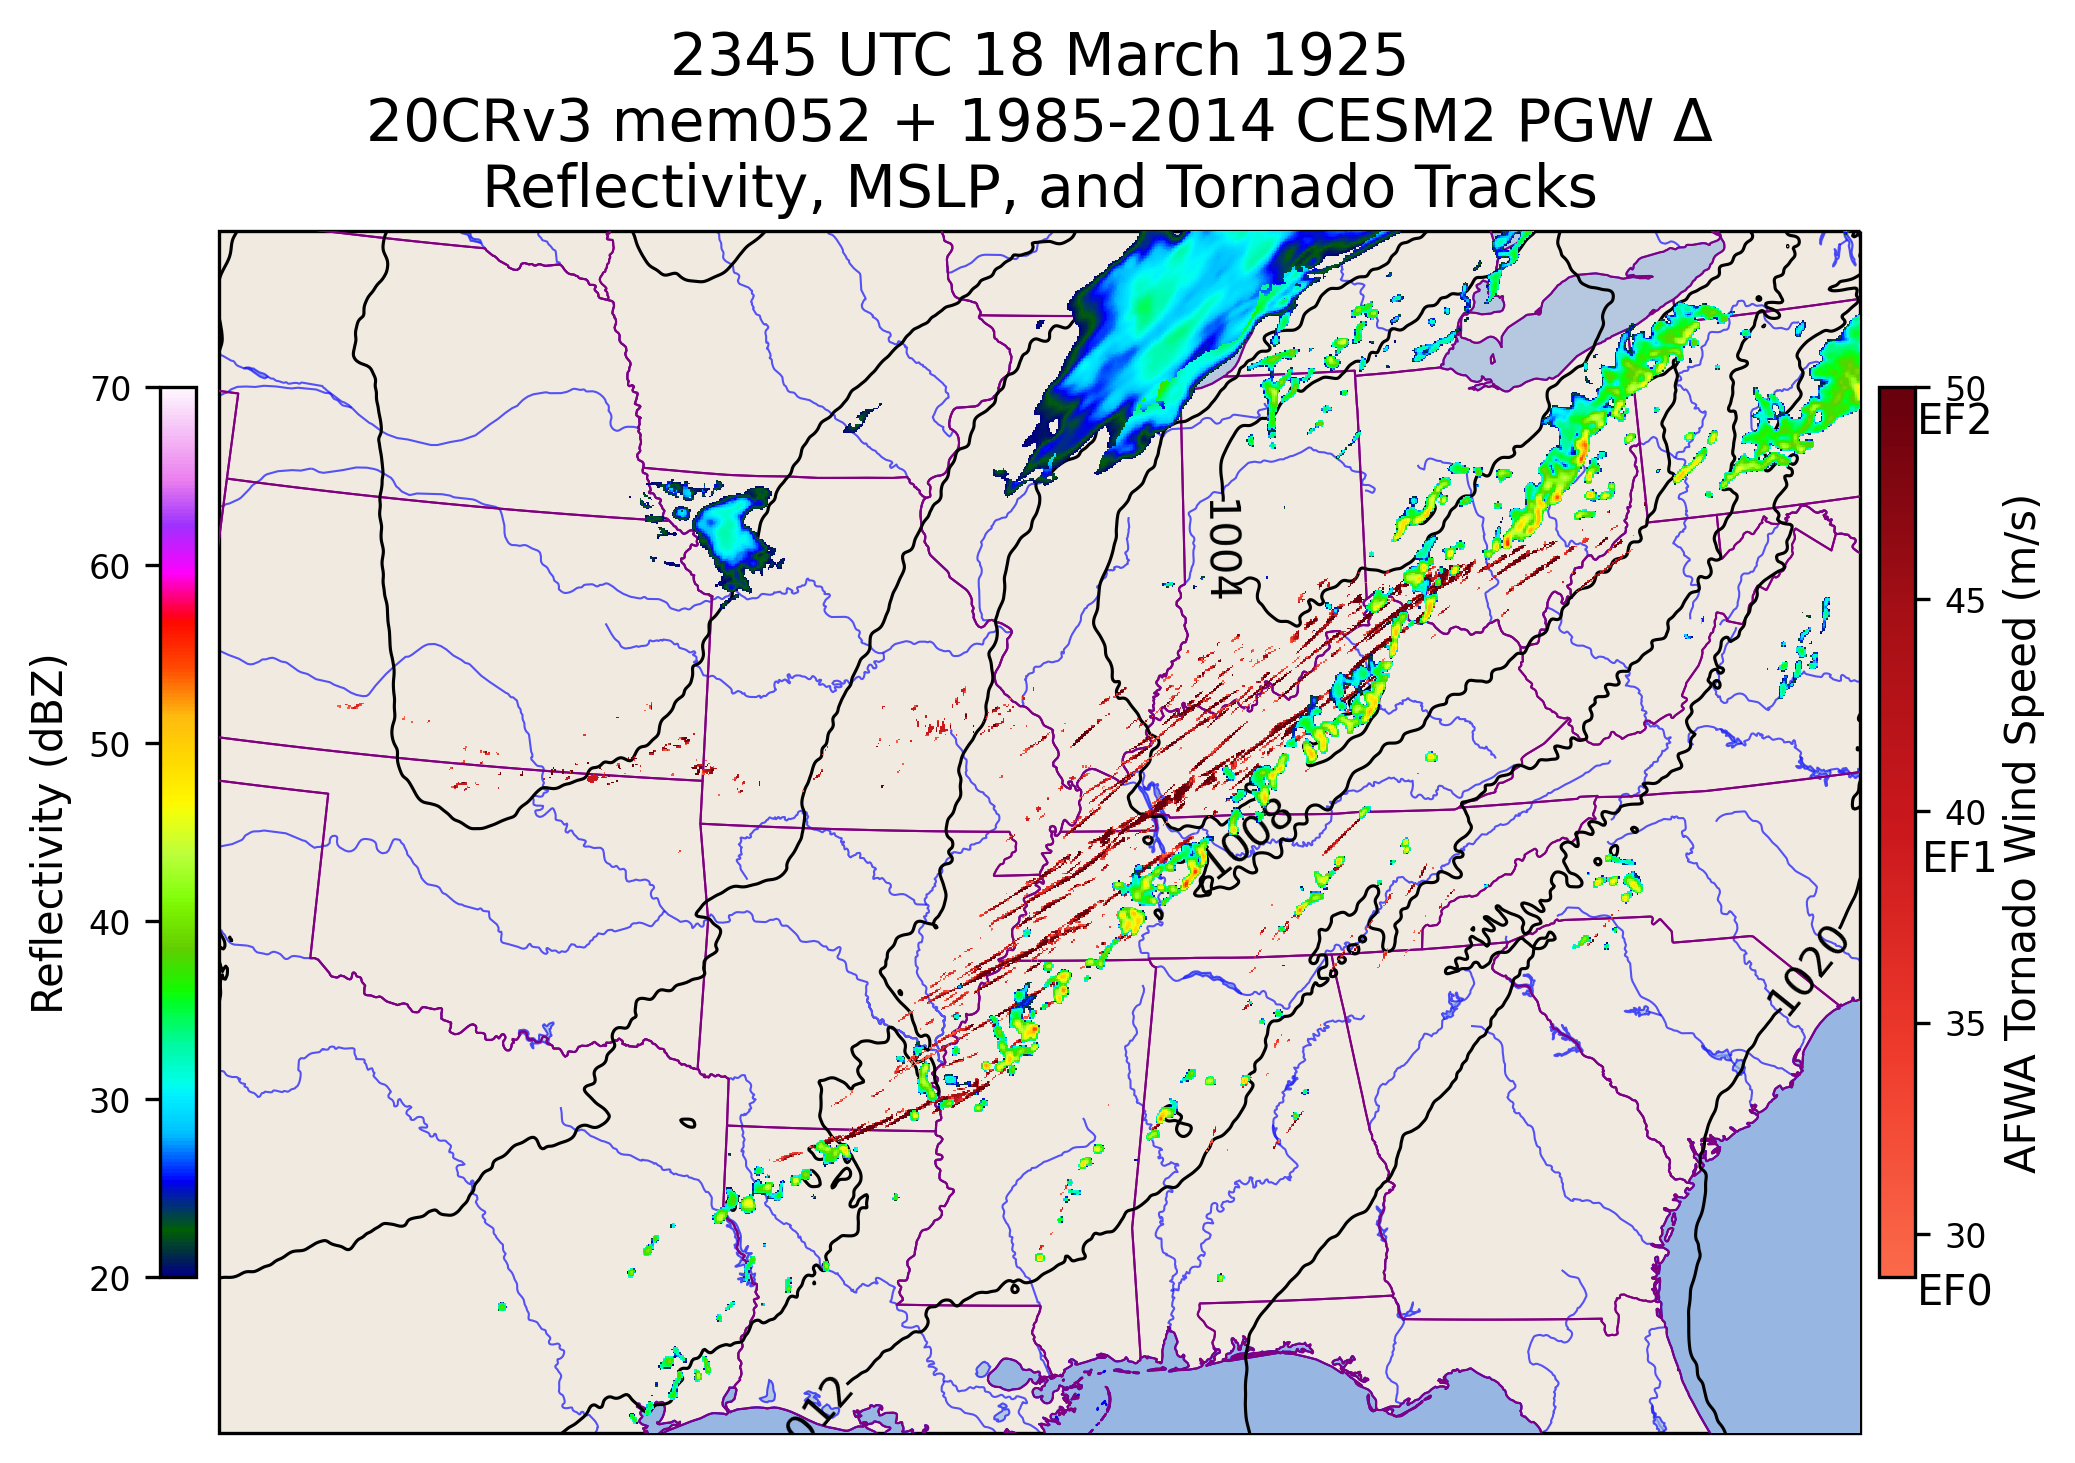 2345 UTC 18 March 1925
20CRv3 mem052 + 1985-2014 CESM2 PGW Δ
Reflectivity, MSLP, and Tornado Tracks
70
60
50
40
30
20
Reflectivity (dBZ)
1004
1008
1020
012
50
EF2
45
40
EF1
35
30
EF0
AFWA Tornado Wind Speed (m/s)